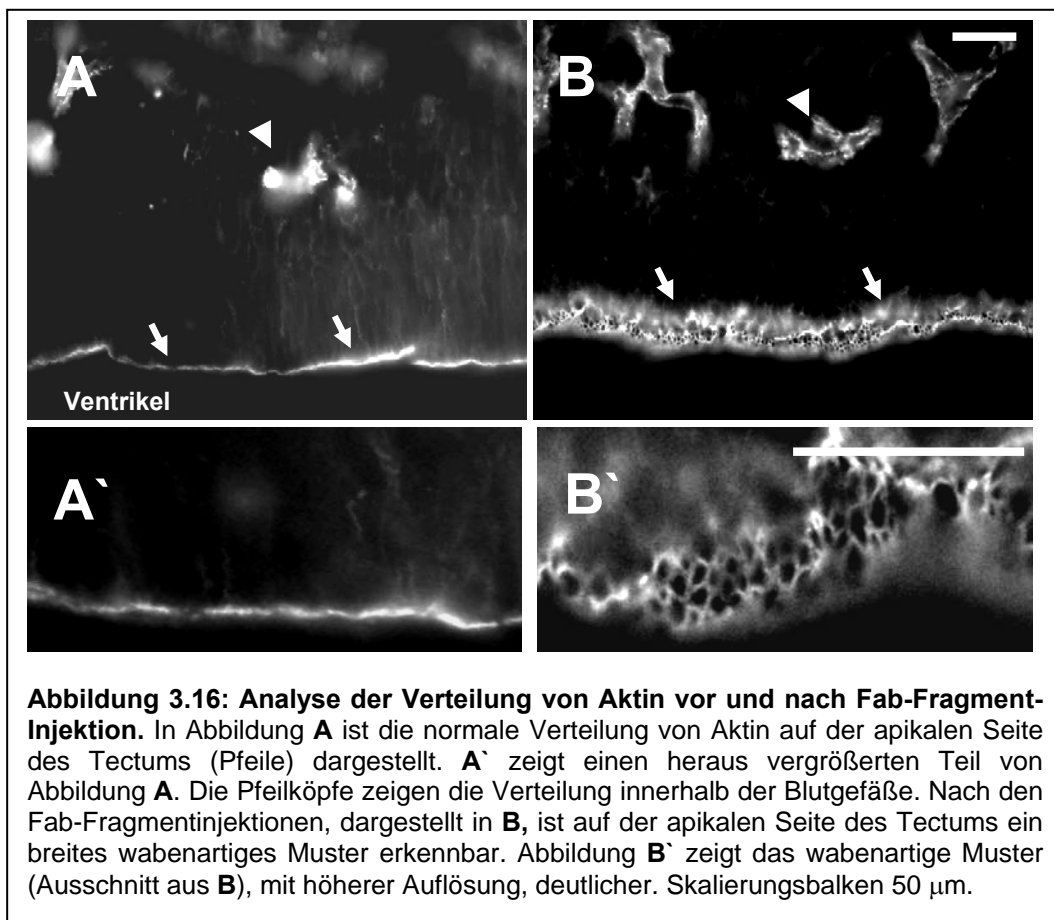 A
B
Ventrikel
A`
B`
Abbildung 3.16: Analyse der Verteilung von Aktin vor und nach Fab-Fragment-
Injektion. In Abbildung A ist die normale Verteilung von Aktin auf der apikalen Seite
des Tectums (Pfeile) dargestellt. A` zeigt einen heraus vergrößerten Teil von
Abbildung A. Die Pfeilköpfe zeigen die Verteilung innerhalb der Blutgefäße. Nach den
Fab-Fragmentinjektionen, dargestellt in B, ist auf der apikalen Seite des Tectums ein
breites wabenartiges Muster erkennbar. Abbildung B` zeigt das wabenartige Muster
(Ausschnitt aus B), mit höherer Auflösung, deutlicher. Skalierungsbalken 50 μm.